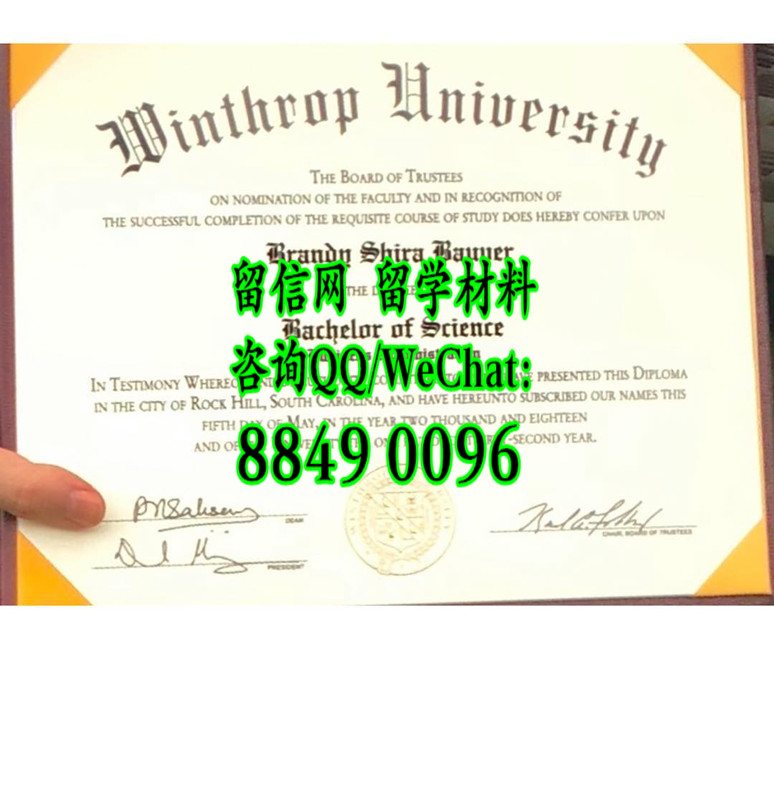 Winthrop University
THE BOARD OF TRUSTEES
ON NOMINATION OF THE FACULTY AND IN RECOGNITION OF
THE SUCCESSFUL COMPLETION OF THE REQUISITE COURSE OF STUDY DOES HEREBY CONFER UPON
Brandy Shira
留信网 留学材料
THE
Bachelor of Science
咨询QQ/WeChat:
IN TESTIMONY PRESENTED THIS DIPLOMA
IN THE CITY OF ROCK HILL, SOUTH CAROLINA, AND HAVE HEREUNTO SUBSCRIBED OUR NAMES THIS
FIFTH DAY OF MAY, IN THE YEAR TWO THOUSAND AND EIGHTEEN
AND OF -SECOND YEAR.
8849 0096
DEAN
CHAIR, BOARD OF TRUSTEES
PRESIDENT